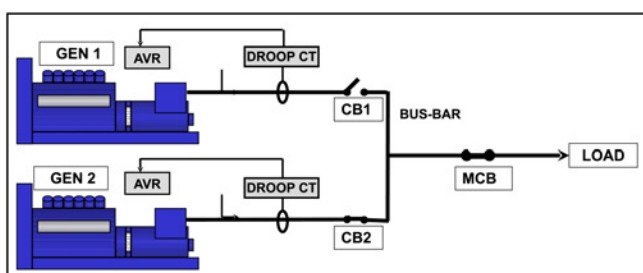 GEN 1
AVR
DROOP CT
CB1
BUS-BAR
LOAD
MCB
GEN 2
AVR
DROOP CT
CB2